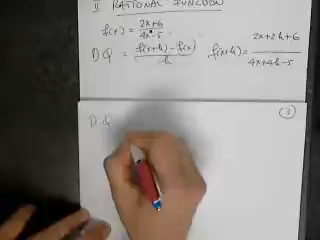 II RATIONAL FUNCTION
f(x) = 2x+6 / 4x-5 .
DQ = f(x+h) - f(x) / h , f(x+h) = 2x+2h+6 / 4x+4h-5
3
DQ